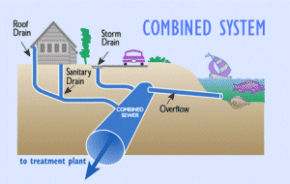 COMBINED SYSTEM
Roof
Drain
Storm
Drain
Sanitary
Drain
COMBINED
SEWER
Overflow
to treatment plant